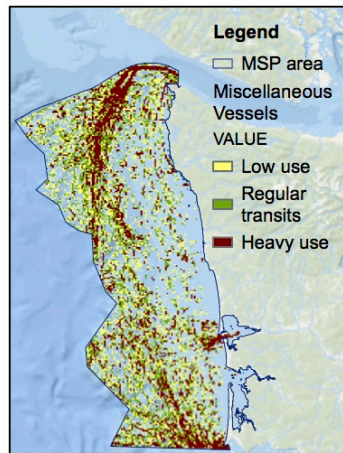 Legend
MSP area
Miscellaneous
Vessels
VALUE
Low use
Regular
transits
Heavy use